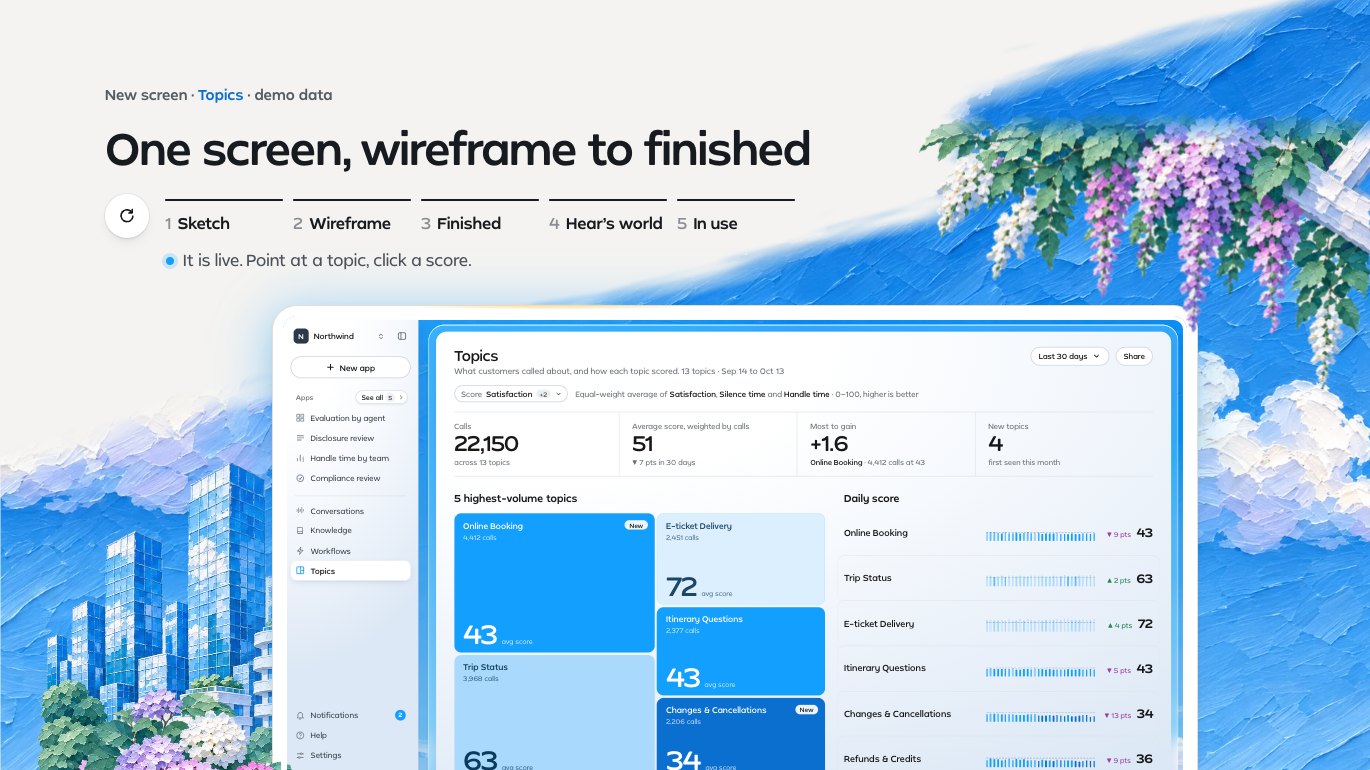 New screen · Topics · demo data
One screen, wireframe to finished
1 Sketch
2 Wireframe
3 Finished
4 Hear's world
5 In use
It is live. Point at a topic, click a score.
N Northwind
+ New app
Apps
See all 5
Evaluation by agent
Disclosure review
Handle time by team
Compliance review
Conversations
Knowledge
Workflows
Topics
Notifications 2
Help
Settings
Topics
What customers called about, and how each topic scored. 13 topics · Sep 14 to Oct 13
Last 30 days
Share
Score Satisfaction +2
Equal-weight average of Satisfaction, Silence time and Handle time · 0–100, higher is better
Calls
22,150
across 13 topics
Average score, weighted by calls
51
▼ 7 pts in 30 days
Most to gain
+1.6
Online Booking · 4,412 calls at 43
New topics
4
first seen this month
5 highest-volume topics
Online Booking New
4,412 calls
43 avg score
Trip Status
3,968 calls
63
E-ticket Delivery
2,451 calls
72 avg score
Itinerary Questions
2,377 calls
43 avg score
Changes & Cancellations New
2,206 calls
34 avg score
Daily score
Online Booking ▼ 9 pts 43
Trip Status ▲ 2 pts 63
E-ticket Delivery ▲ 4 pts 72
Itinerary Questions ▼ 5 pts 43
Changes & Cancellations ▼ 13 pts 34
Refunds & Credits ▼ 9 pts 36